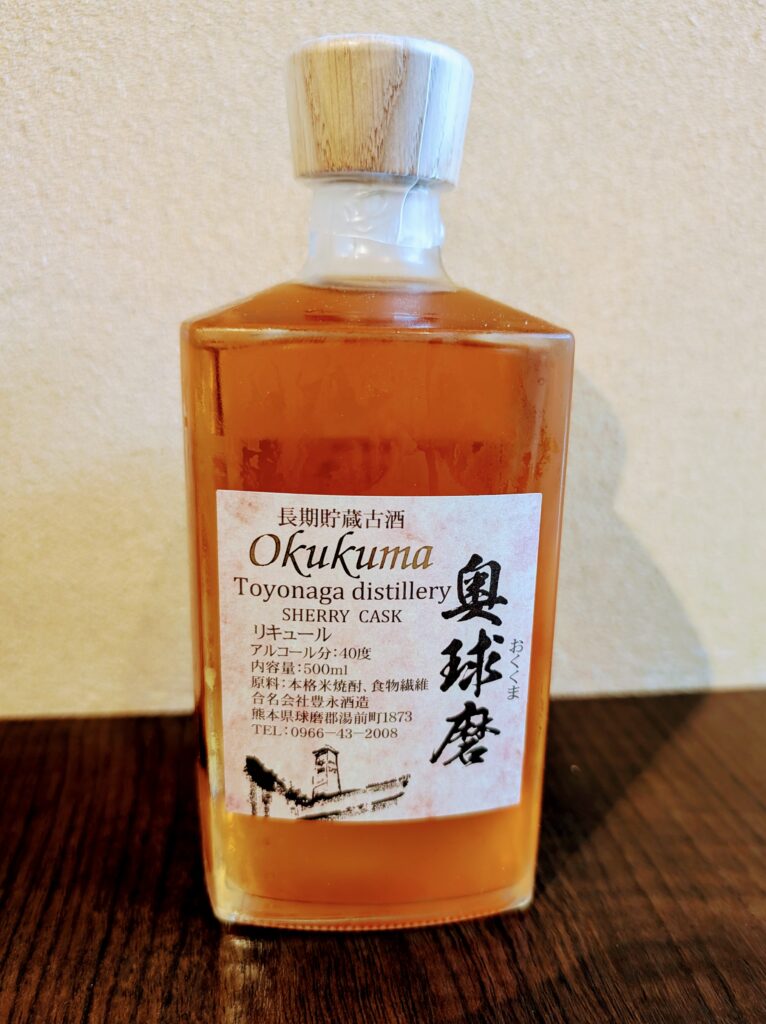 長期貯蔵古酒
Okukuma
Toyonaga distillery
SHERRY CASK
リキュール
アルコール分:40度
内容量:500ml
原料:本格米焼酎、食物繊維
合名会社豊永酒造
熊本県球磨郡湯前町1873
TEL:0966-43-2008
奥球磨
おくくま